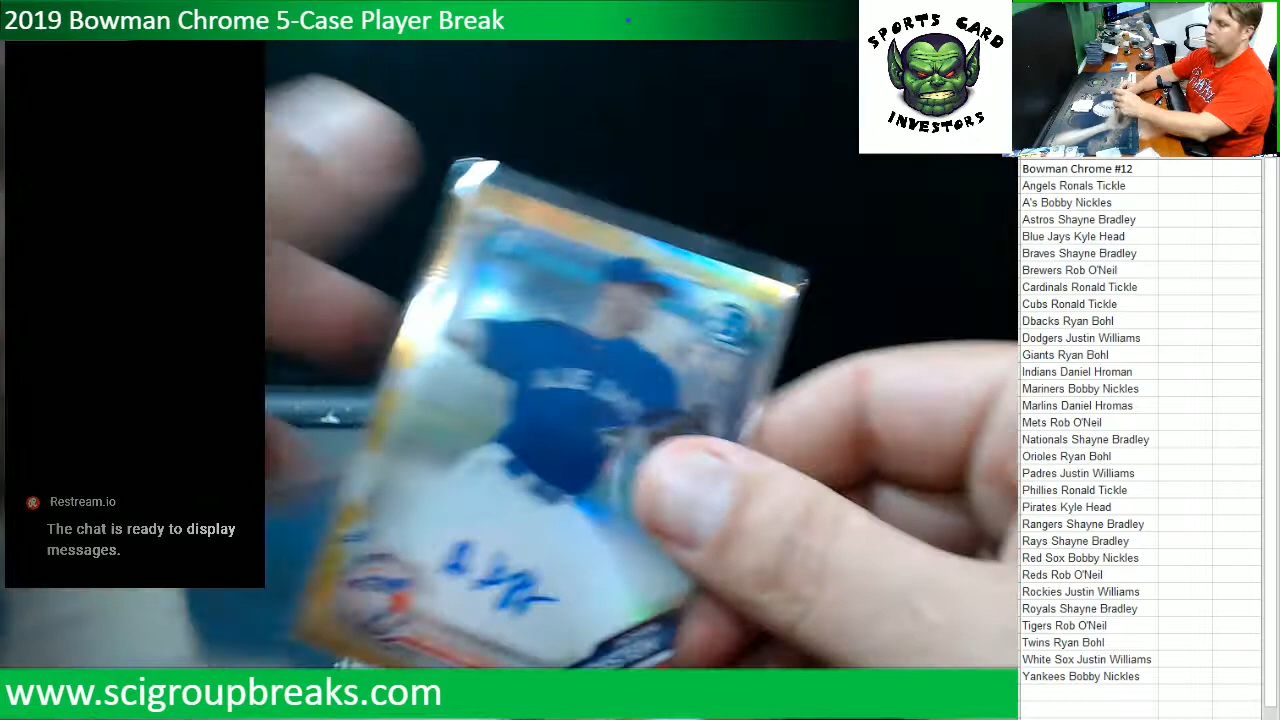 2019 Bowman Chrome 5-Case Player Break
SPORTS CARD
INVESTORS
Restream.io
The chat is ready to display
messages.
www.scigroupbreaks.com
Bowman Chrome #12
Angels Ronals Tickle
A's Bobby Nickles
Astros Shayne Bradley
Blue Jays Kyle Head
Braves Shayne Bradley
Brewers Rob O'Neil
Cardinals Ronald Tickle
Cubs Ronald Tickle
Dbacks Ryan Bohl
Dodgers Justin Williams
Giants Ryan Bohl
Indians Daniel Hroman
Mariners Bobby Nickles
Marlins Daniel Hromas
Mets Rob O'Neil
Nationals Shayne Bradley
Orioles Ryan Bohl
Padres Justin Williams
Phillies Ronald Tickle
Pirates Kyle Head
Rangers Shayne Bradley
Rays Shayne Bradley
Red Sox Bobby Nickles
Reds Rob O'Neil
Rockies Justin Williams
Royals Shayne Bradley
Tigers Rob O'Neil
Twins Ryan Bohl
White Sox Justin Williams
Yankees Bobby Nickles